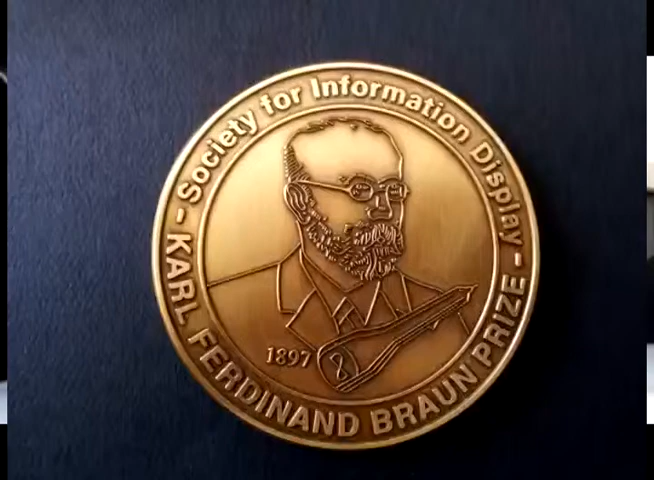 - Society for Information Display -
KARL FERDINAND BRAUN PRIZE
1897